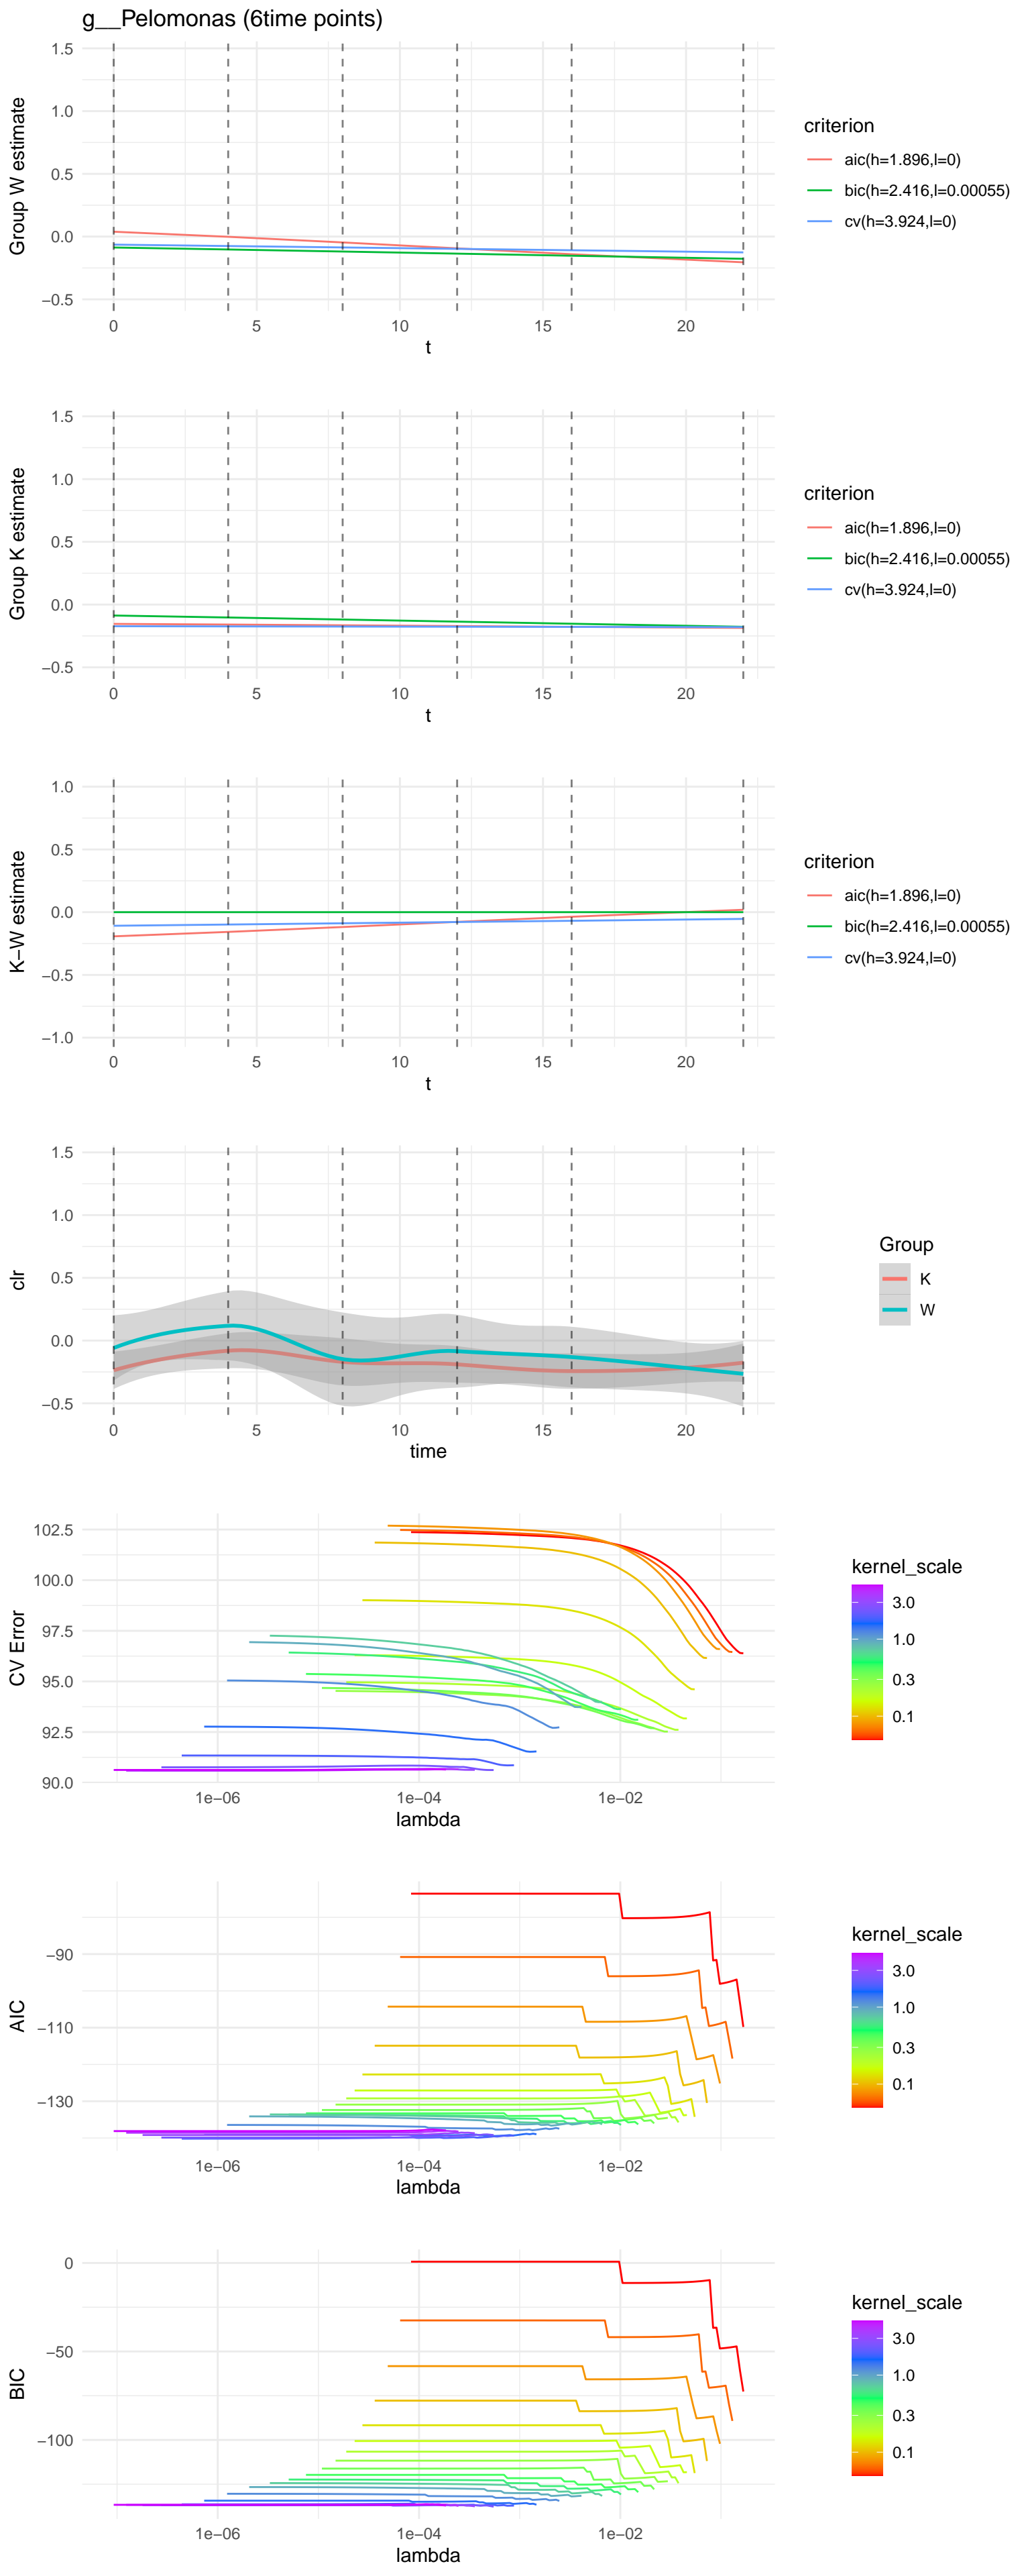 g__Pelomonas (6time points)
1.5
1.0
0.5
0.0
−0.5
Group W estimate
0 5 10 15 20
t
criterion
aic(h=1.896,l=0)
bic(h=2.416,l=0.00055)
cv(h=3.924,l=0)
1.5
1.0
0.5
0.0
−0.5
Group K estimate
0 5 10 15 20
t
criterion
aic(h=1.896,l=0)
bic(h=2.416,l=0.00055)
cv(h=3.924,l=0)
1.0
0.5
0.0
−0.5
−1.0
K−W estimate
0 5 10 15 20
t
criterion
aic(h=1.896,l=0)
bic(h=2.416,l=0.00055)
cv(h=3.924,l=0)
1.5
1.0
0.5
0.0
−0.5
clr
0 5 10 15 20
time
Group
K
W
102.5
100.0
97.5
95.0
92.5
90.0
CV Error
1e−06 1e−04 1e−02
lambda
kernel_scale
3.0
1.0
0.3
0.1
−90
−110
−130
AIC
1e−06 1e−04 1e−02
lambda
kernel_scale
3.0
1.0
0.3
0.1
0
−50
−100
BIC
1e−06 1e−04 1e−02
lambda
kernel_scale
3.0
1.0
0.3
0.1